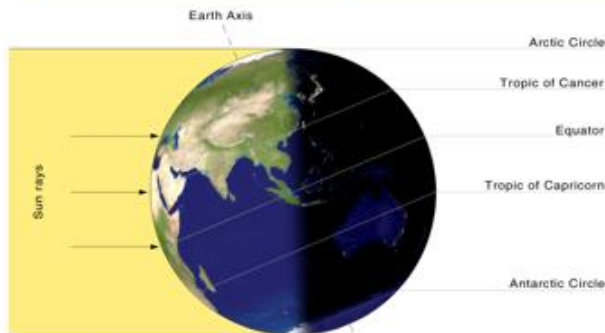 Earth Axis
Arctic Circle
Tropic of Cancer
Equator
Tropic of Capricorn
Antarctic Circle
Sun rays